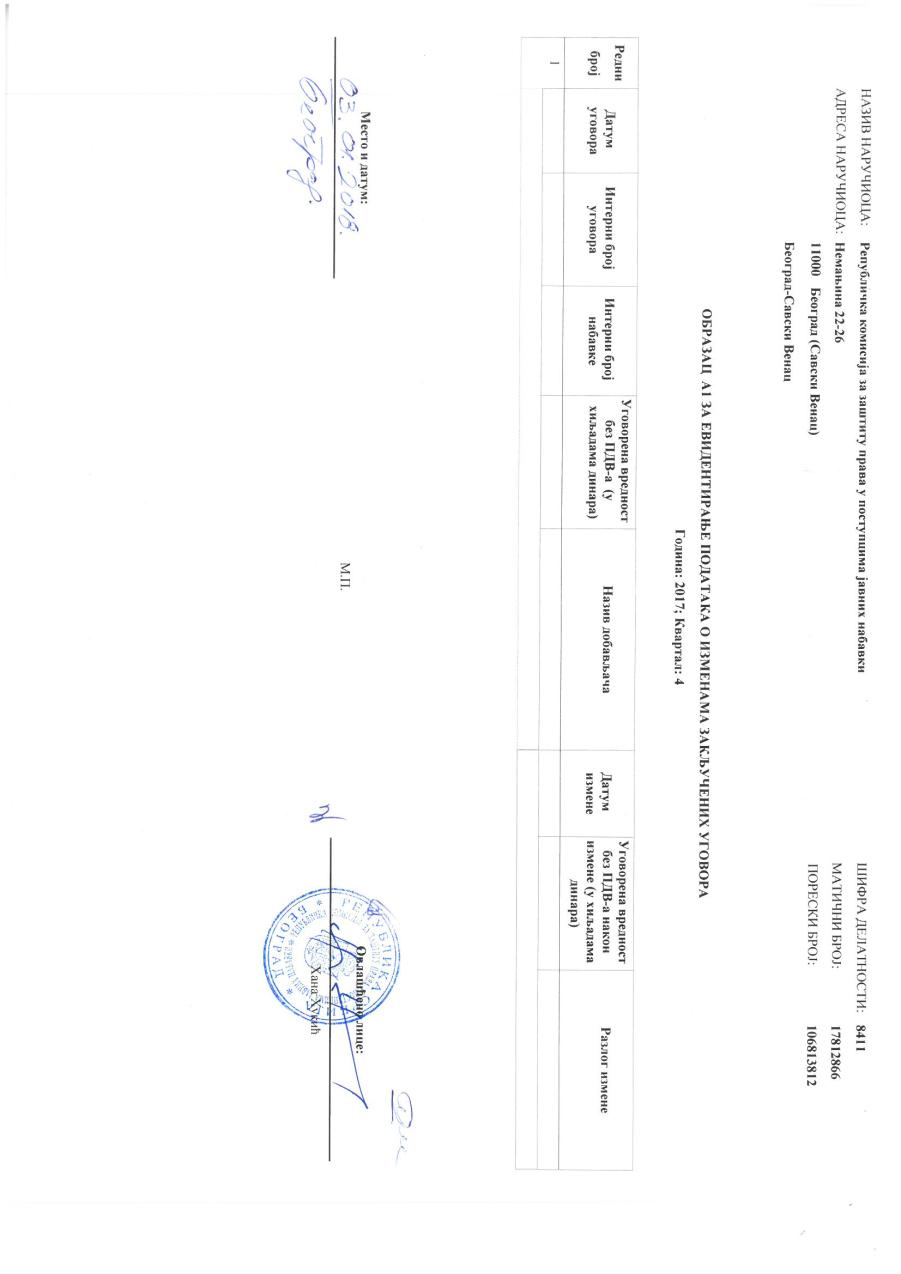 НАЗИВ НАРУЧИОЦА: Републичка комисија за заштиту права у поступцима јавних набавки
АДРЕСА НАРУЧИОЦА: Немањина 22-26
11000 Београд (Савски Венац)
Београд-Савски Венац
ШИФРА ДЕЛАТНОСТИ: 8411
МАТИЧНИ БРОЈ: 17812866
ПОРЕСКИ БРОЈ: 106813812
ОБРАЗАЦ А1 ЗА ЕВИДЕНТИРАЊЕ ПОДАТАКА О ИЗМЕНАМА ЗАКЉУЧЕНИХ УГОВОРА
Година: 2017; Квартал: 4
Редни
број
Датум
уговора
Интерни број
уговора
Интерни број
набавке
Уговорена вредност
без ПДВ-а (у
хиљадама динара)
Назив добављача
Датум
измене
Уговорена вредност
без ПДВ-а након
измене (у хиљадама
динара)
Разлог измене
1
Место и датум:
03. 01. 2018.
Београд.
М.П.
Овлашћено лице:
Хана Хукић
РЕПУБЛИКА СРБИЈА
БЕОГРАД